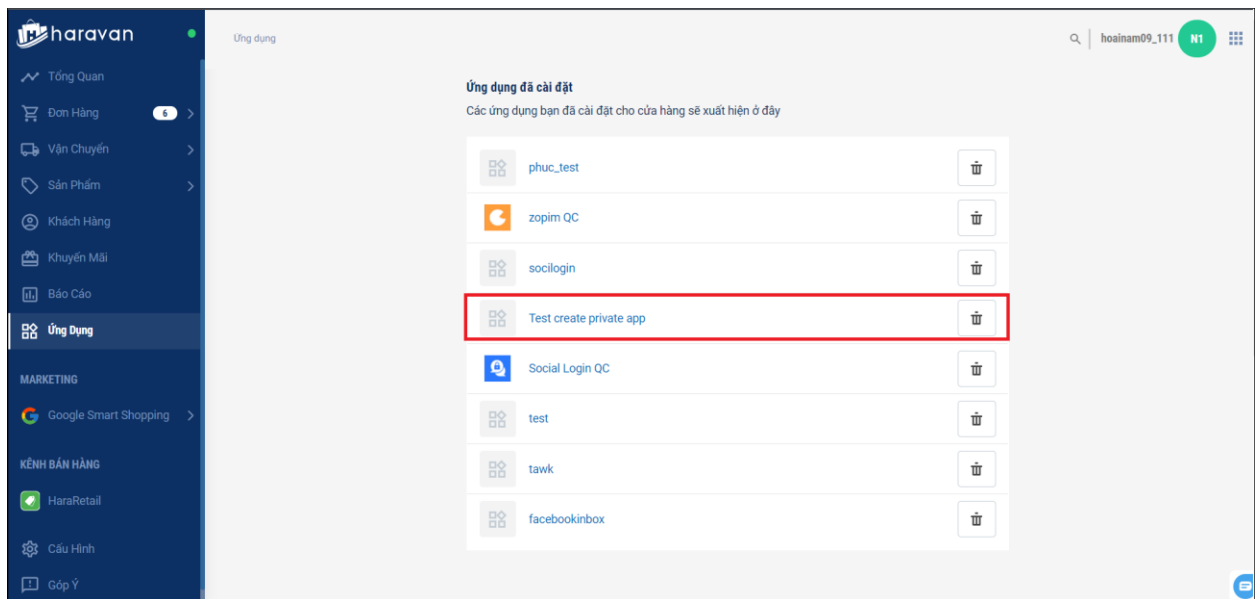 haravan
Ứng dụng
hoainam09_111
N1
Tổng Quan
Đơn Hàng
6
Vận Chuyển
Sản Phẩm
Khách Hàng
Khuyến Mãi
Báo Cáo
Ứng Dụng
MARKETING
Google Smart Shopping
KÊNH BÁN HÀNG
HaraRetail
Cấu Hình
Góp Ý
Ứng dụng đã cài đặt
Các ứng dụng bạn đã cài đặt cho cửa hàng sẽ xuất hiện ở đây
phuc_test
zopim QC
socilogin
Test create private app
Social Login QC
test
tawk
facebookinbox